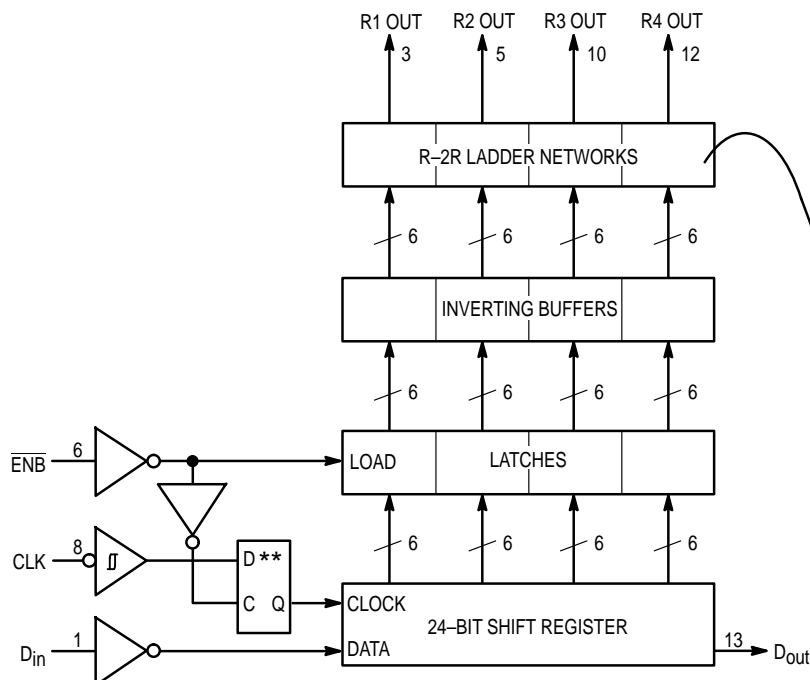 R1 OUT R2 OUT R3 OUT R4 OUT
3 5 10 12
R–2R LADDER NETWORKS
6 6 6 6
INVERTING BUFFERS
6 6 6 6
ENB 6
LOAD LATCHES
6 6 6 6
CLK 8
D**
C Q
CLOCK
24–BIT SHIFT REGISTER
Din 1
DATA
13 Dout